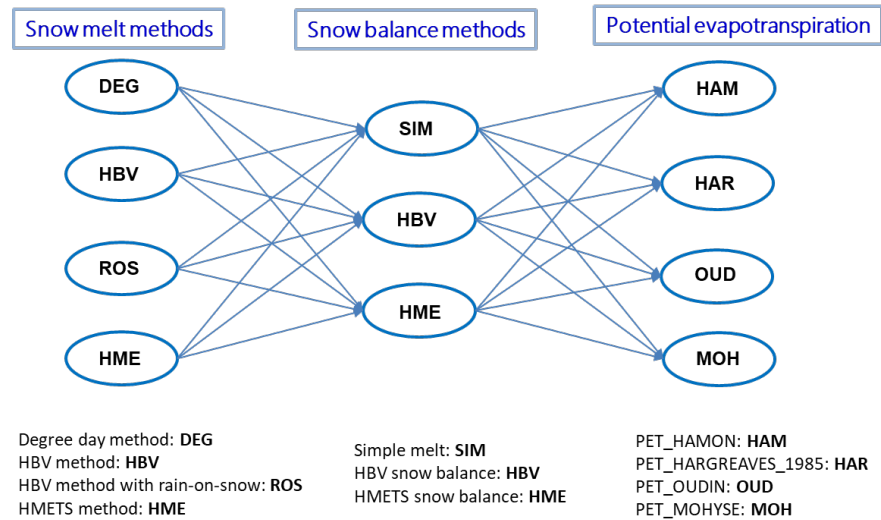 Snow melt methods
Snow balance methods
Potential evapotranspiration
DEG
HBV
ROS
HME
SIM
HBV
HME
HAM
HAR
OUD
MOH
Degree day method: DEG
HBV method: HBV
HBV method with rain-on-snow: ROS
HMETS method: HME
Simple melt: SIM
HBV snow balance: HBV
HMETS snow balance: HME
PET_HAMON: HAM
PET_HARGREAVES_1985: HAR
PET_OUDIN: OUD
PET_MOHYSE: MOH